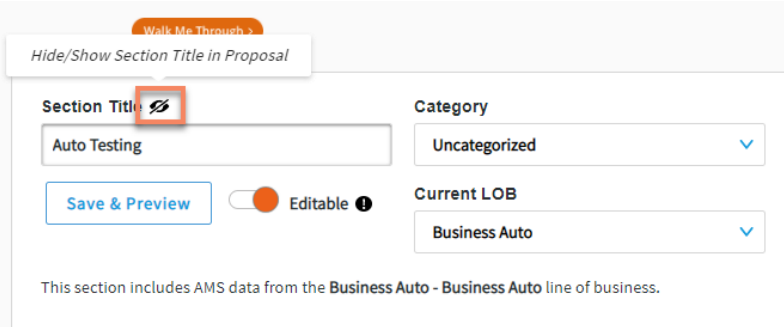 Walk Me Through >
Hide/Show Section Title in Proposal
Section Title
Category
Auto Testing
Uncategorized
Save & Preview
Editable
Current LOB
Business Auto
This section includes AMS data from the Business Auto - Business Auto line of business.